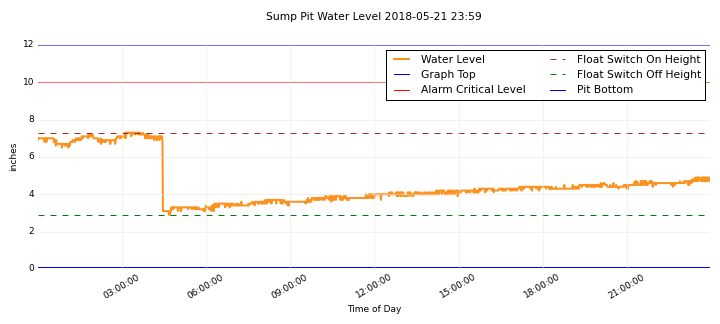 Sump Pit Water Level 2018-05-21 23:59
12
10
8
6
4
2
0
inches
Water Level
Graph Top
Alarm Critical Level
Float Switch On Height
Float Switch Off Height
Pit Bottom
03:00:00
06:00:00
09:00:00
12:00:00
15:00:00
18:00:00
21:00:00
Time of Day